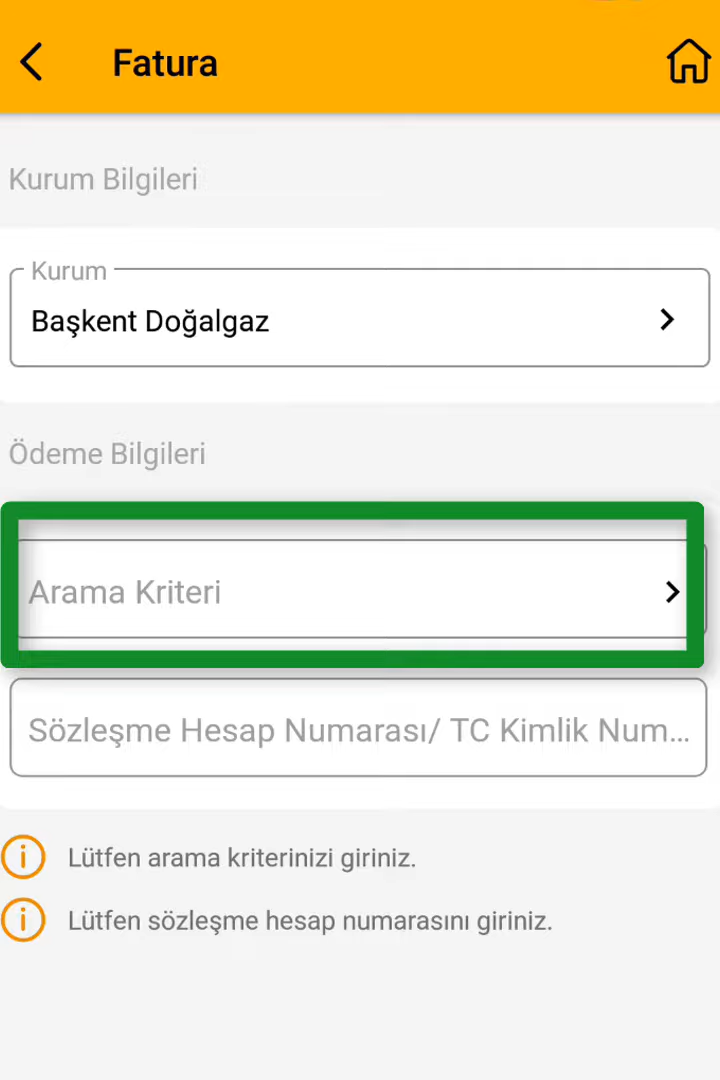 Fatura
Kurum Bilgileri
Kurum
Başkent Doğalgaz
Ödeme Bilgileri
Arama Kriteri
Sözleşme Hesap Numarası/ TC Kimlik Num...
Lütfen arama kriterinizi giriniz.
Lütfen sözleşme hesap numarasını giriniz.